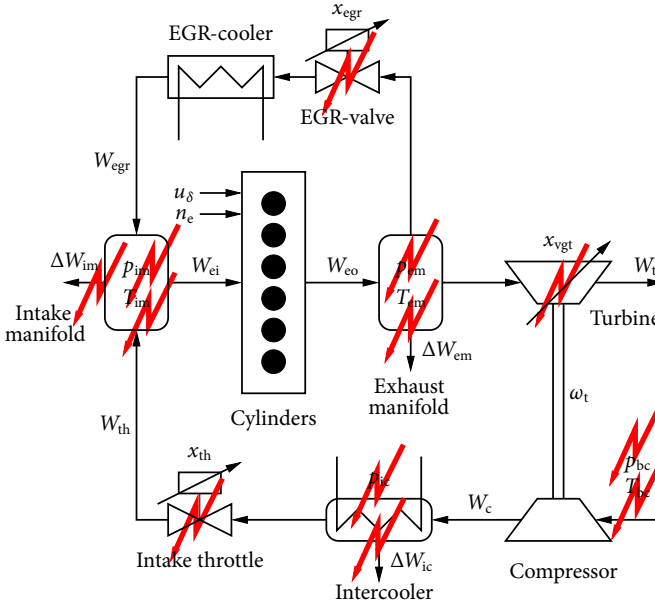 x_egr
EGR-cooler
EGR-valve
W_egr
u_δ
n_e
x_vgt
ΔW_im
p_im
W_ei
W_eo
p_em
W_t
T_im
T_em
Intake
manifold
Turbine
ΔW_em
Exhaust
manifold
ω_t
Cylinders
W_th
x_th
p_ic
p_bc
T_bc
W_c
Intake throttle
ΔW_ic
Compressor
Intercooler